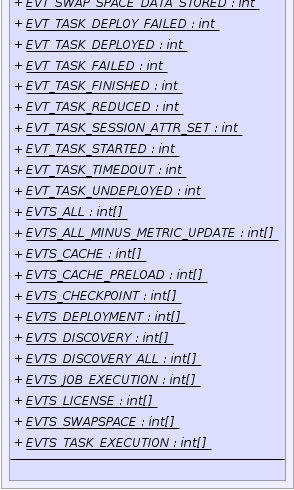 + EVT_SWAP_SPACE_DATA_STORED : int
+ EVT_TASK_DEPLOY_FAILED : int
+ EVT_TASK_DEPLOYED : int
+ EVT_TASK_FAILED : int
+ EVT_TASK_FINISHED : int
+ EVT_TASK_REDUCED : int
+ EVT_TASK_SESSION_ATTR_SET : int
+ EVT_TASK_STARTED : int
+ EVT_TASK_TIMEDOUT : int
+ EVT_TASK_UNDEPLOYED : int
+ EVTS_ALL : int[]
+ EVTS_ALL_MINUS_METRIC_UPDATE : int[]
+ EVTS_CACHE : int[]
+ EVTS_CACHE_PRELOAD : int[]
+ EVTS_CHECKPOINT : int[]
+ EVTS_DEPLOYMENT : int[]
+ EVTS_DISCOVERY : int[]
+ EVTS_DISCOVERY_ALL : int[]
+ EVTS_JOB_EXECUTION : int[]
+ EVTS_LICENSE : int[]
+ EVTS_SWAPSPACE : int[]
+ EVTS_TASK_EXECUTION : int[]